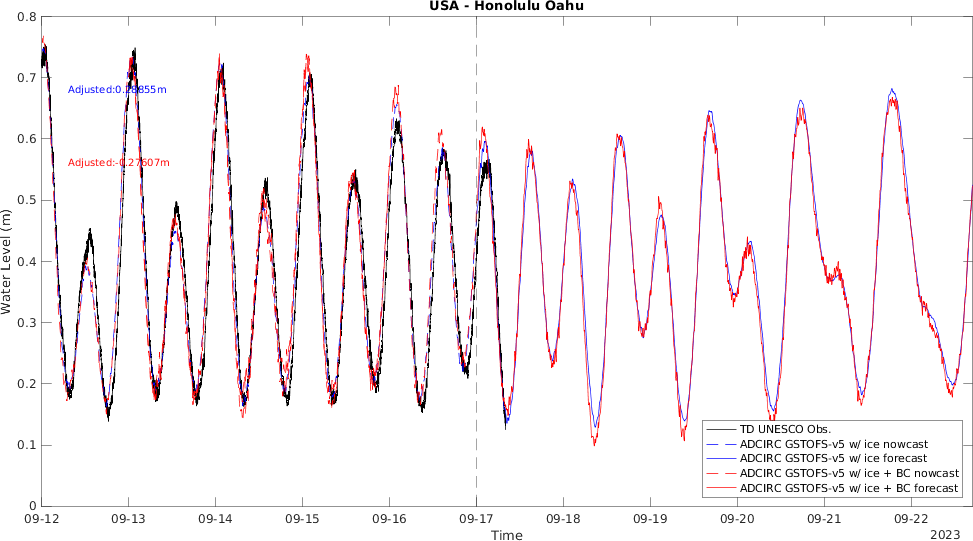 USA - Honolulu Oahu
0.8
0.7
0.6
0.5
0.4
0.3
0.2
0.1
0
Water Level (m)
Adjusted:0.28855m
Adjusted:-0.27607m
TD UNESCO Obs.
ADCIRC GSTOFS-v5 w/ ice nowcast
ADCIRC GSTOFS-v5 w/ ice forecast
ADCIRC GSTOFS-v5 w/ ice + BC nowcast
ADCIRC GSTOFS-v5 w/ ice + BC forecast
09-12 09-13 09-14 09-15 09-16 09-17 09-18 09-19 09-20 09-21 09-22
Time
2023